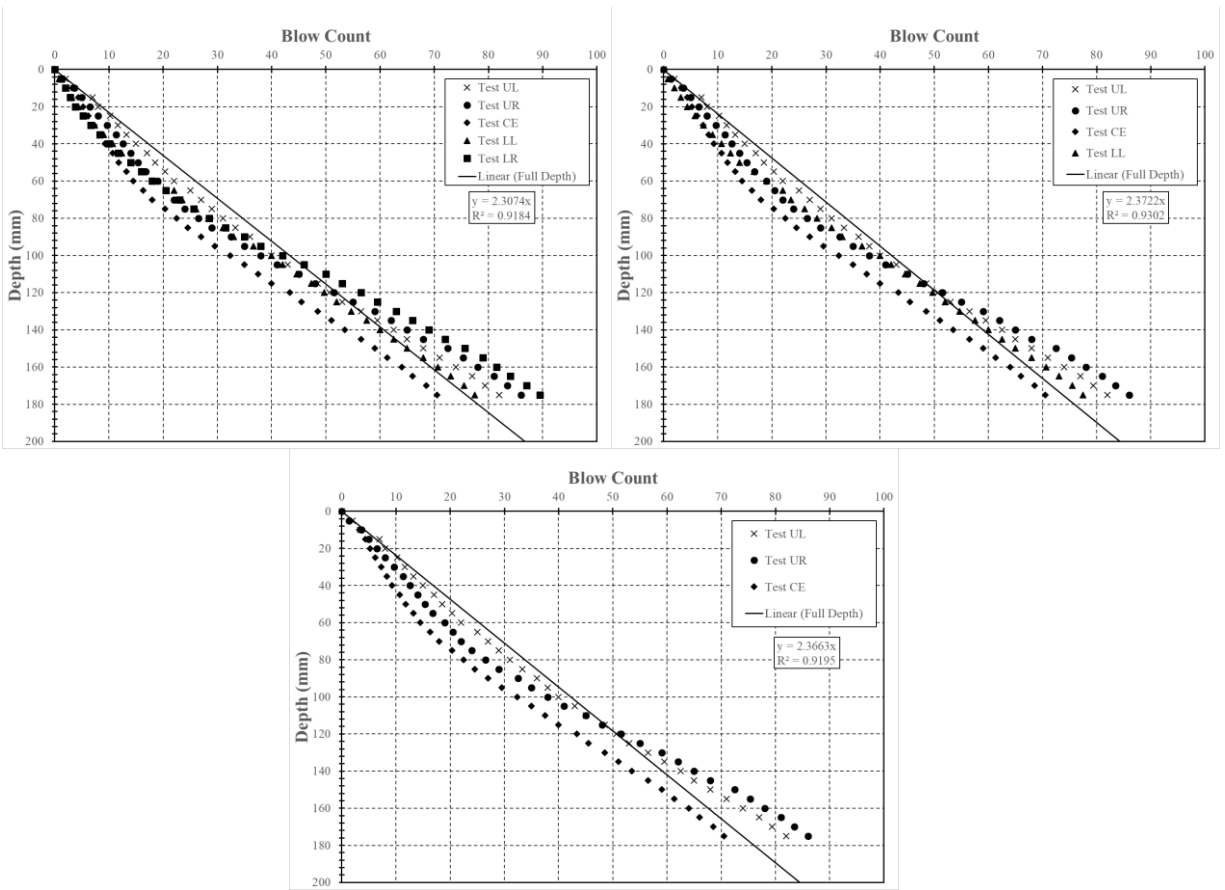 Blow Count
0 10 20 30 40 50 60 70 80 90 100
Depth (mm)
0
20
40
60
80
100
120
140
160
180
200
Test UL
Test UR
Test CE
Test LL
Test LR
Linear (Full Depth)
y = 2.3074x
R² = 0.9184
Blow Count
0 10 20 30 40 50 60 70 80 90 100
Depth (mm)
0
20
40
60
80
100
120
140
160
180
200
Test UL
Test UR
Test CE
Test LL
Linear (Full Depth)
y = 2.3722x
R² = 0.9302
Blow Count
0 10 20 30 40 50 60 70 80 90 100
Depth (mm)
0
20
40
60
80
100
120
140
160
180
200
Test UL
Test UR
Test CE
Linear (Full Depth)
y = 2.3663x
R² = 0.9195